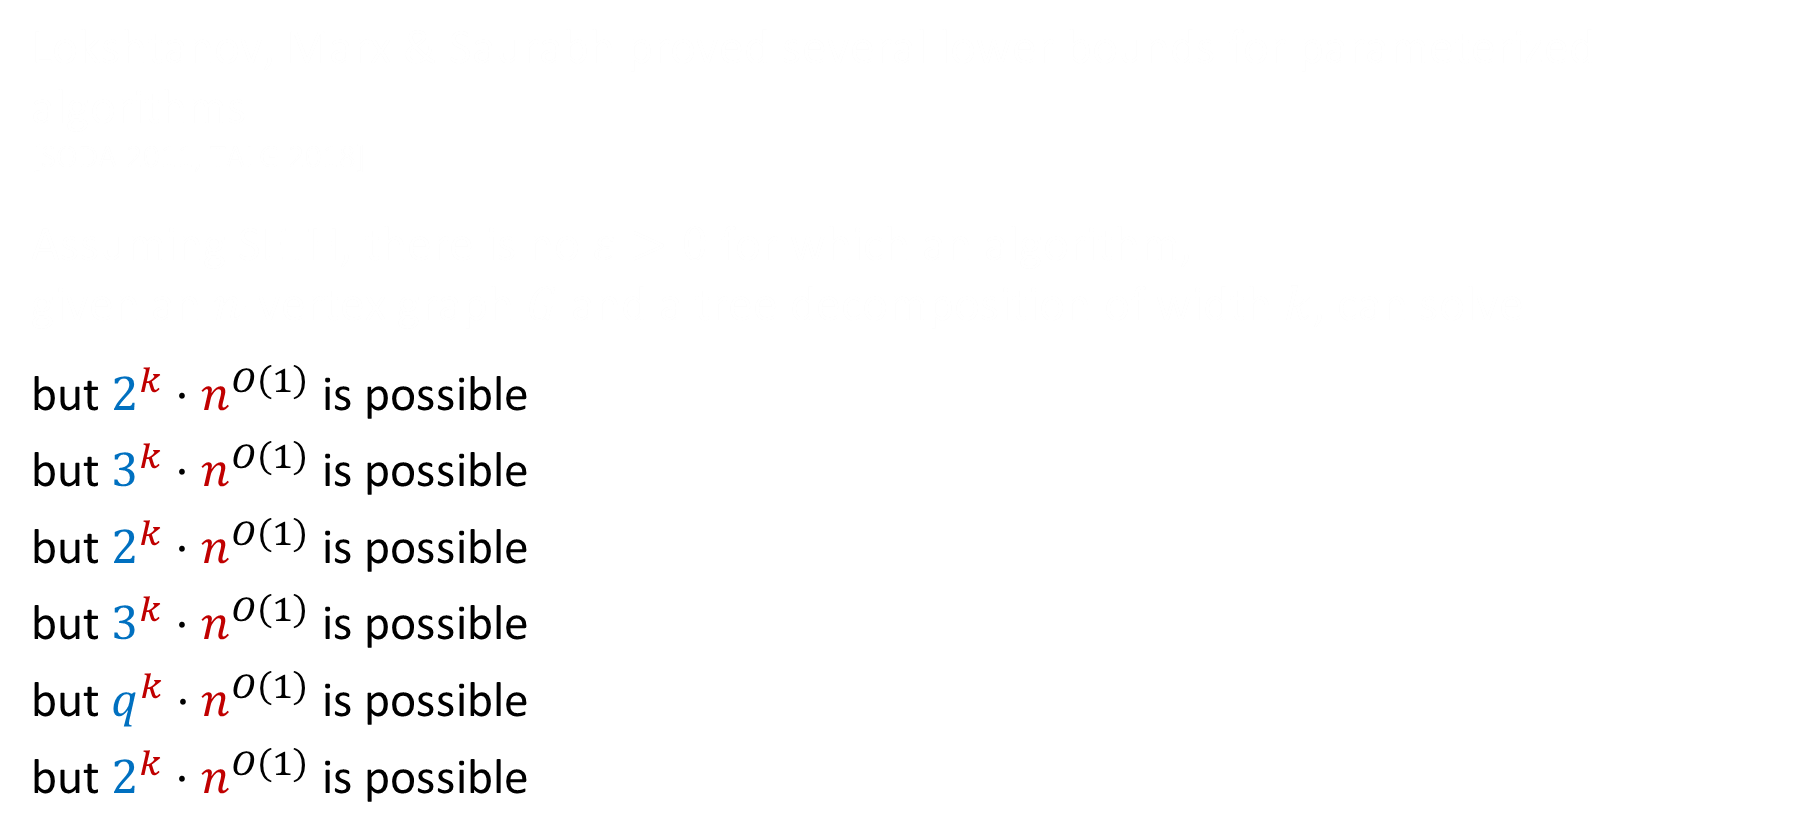 but 2^k · n^O(1) is possible
but 3^k · n^O(1) is possible
but 2^k · n^O(1) is possible
but 3^k · n^O(1) is possible
but q^k · n^O(1) is possible
but 2^k · n^O(1) is possible